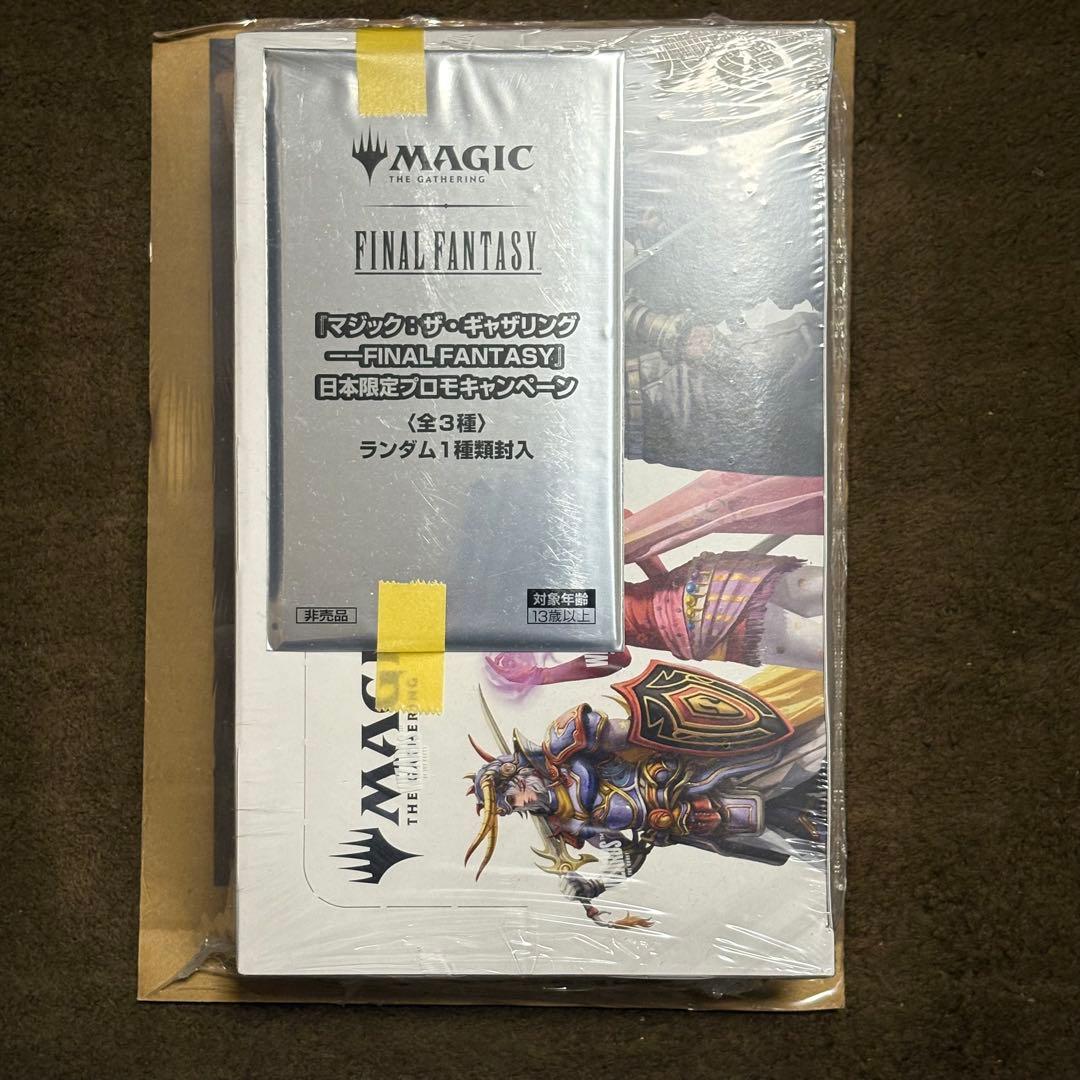 MAGIC
THE GATHERING
FINAL FANTASY
『マジック:ザ・ギャザリング
——FINAL FANTASY』
日本限定プロモキャンペーン
〈全3種〉
ランダム1種類封入
非売品
対象年齢
13歳以上
MAGIC
THE GATHERING